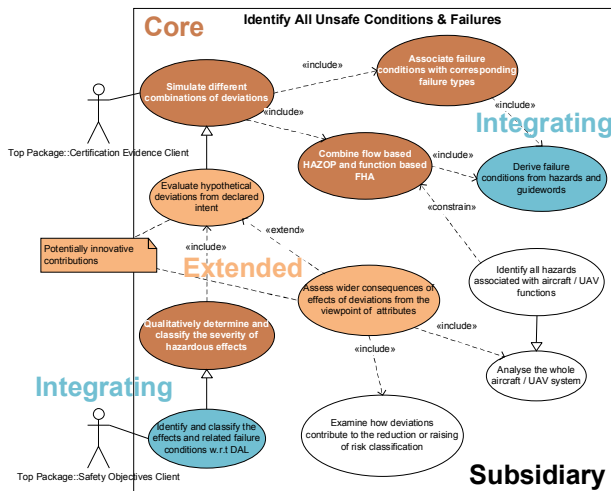 Core
Identify All Unsafe Conditions & Failures
Simulate different
combinations of deviations
«include»
Associate failure
conditions with corresponding
failure types
«include»
«include»
Integrating
Top Package::Certification Evidence Client
Combine flow based
HAZOP and function based
FHA
«include»
Derive failure
conditions from hazards and
guidewords
Evaluate hypothetical
deviations from declared
intent
«constrain»
Potentially innovative
contributions
«include»
«extend»
Extended
Identify all hazards
associated with aircraft / UAV
functions
Assess wider consequences of
effects of deviations from the
viewpoint of attributes
Qualitatively determine and
classify the severity of
hazardous effects
«include»
«include»
Analyse the whole
aircraft / UAV system
Integrating
Identify and classify the
effects and related failure
conditions w.r.t DAL
Examine how deviations
contribute to the reduction or raising
of risk classification
Top Package::Safety Objectives Client
Subsidiary